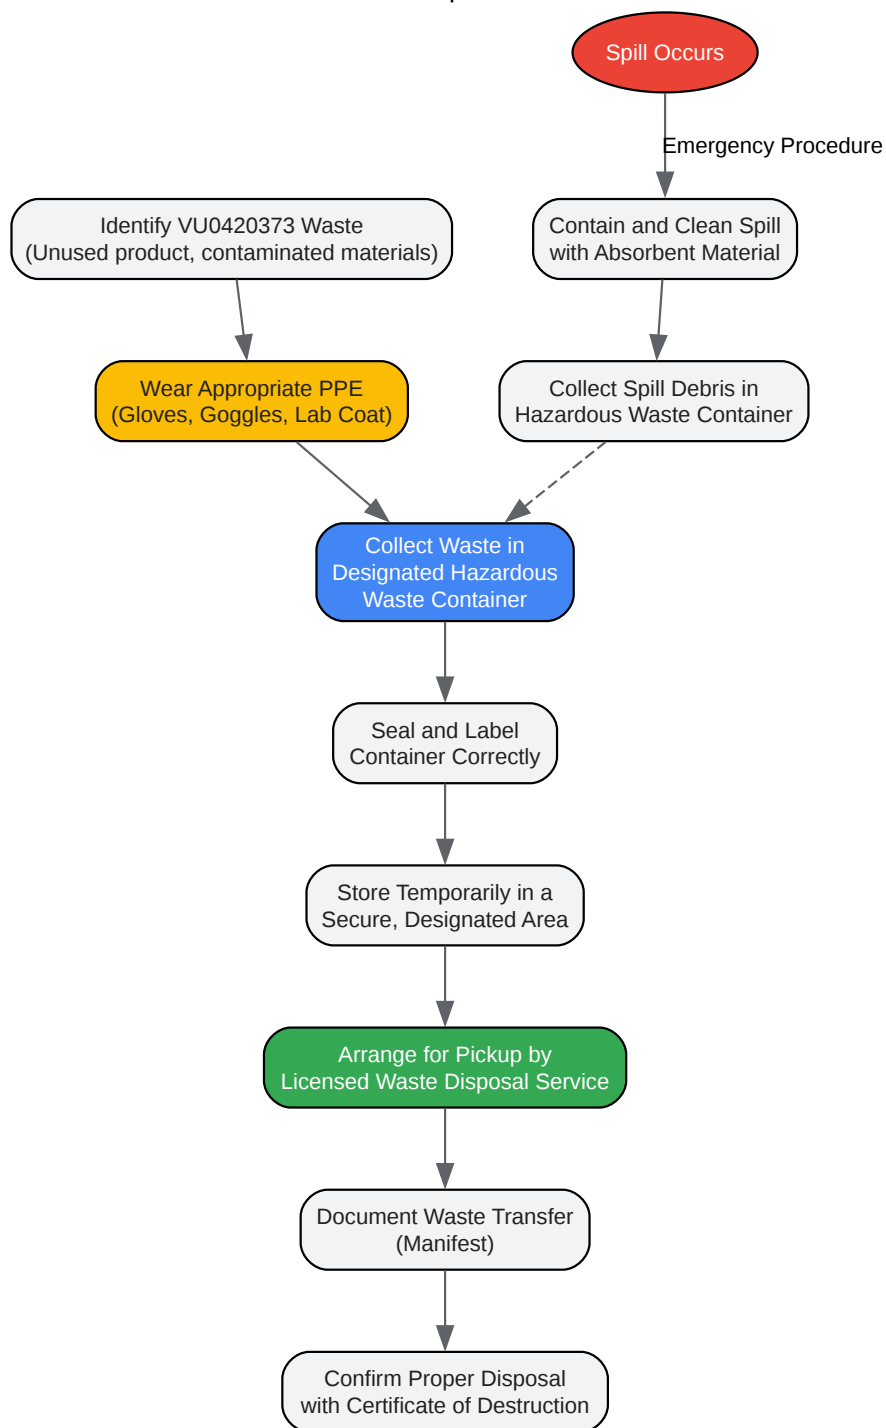 Spill Occurs
Emergency Procedure
Identify VU0420373 Waste
(Unused product, contaminated materials)
Contain and Clean Spill
with Absorbent Material
Wear Appropriate PPE
(Gloves, Goggles, Lab Coat)
Collect Spill Debris in
Hazardous Waste Container
Collect Waste in
Designated Hazardous
Waste Container
Seal and Label
Container Correctly
Store Temporarily in a
Secure, Designated Area
Arrange for Pickup by
Licensed Waste Disposal Service
Document Waste Transfer
(Manifest)
Confirm Proper Disposal
with Certificate of Destruction